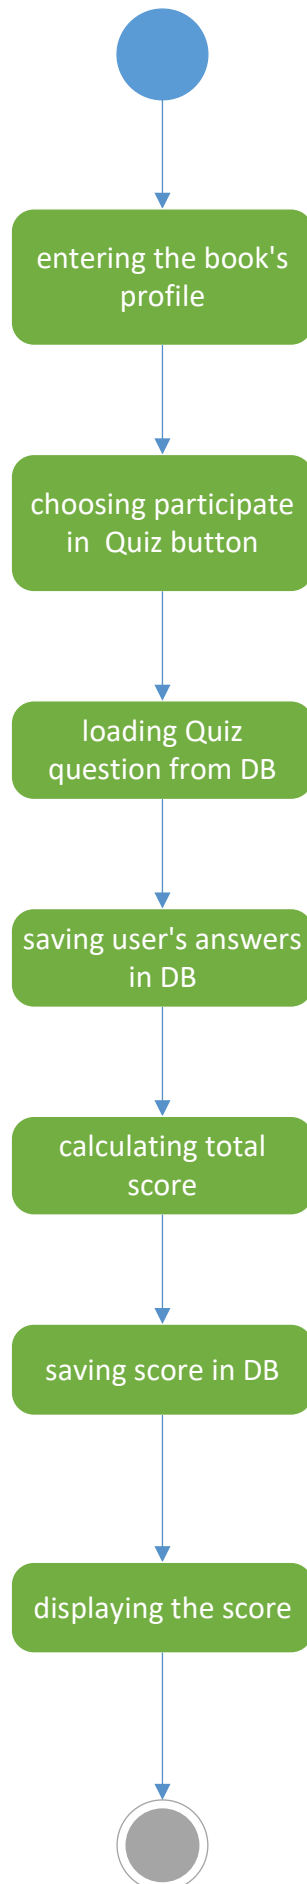 entering the book's
profile
choosing participate
in  Quiz button
loading Quiz
question from DB
saving user's answers
in DB
calculating total
score
saving score in DB
displaying the score